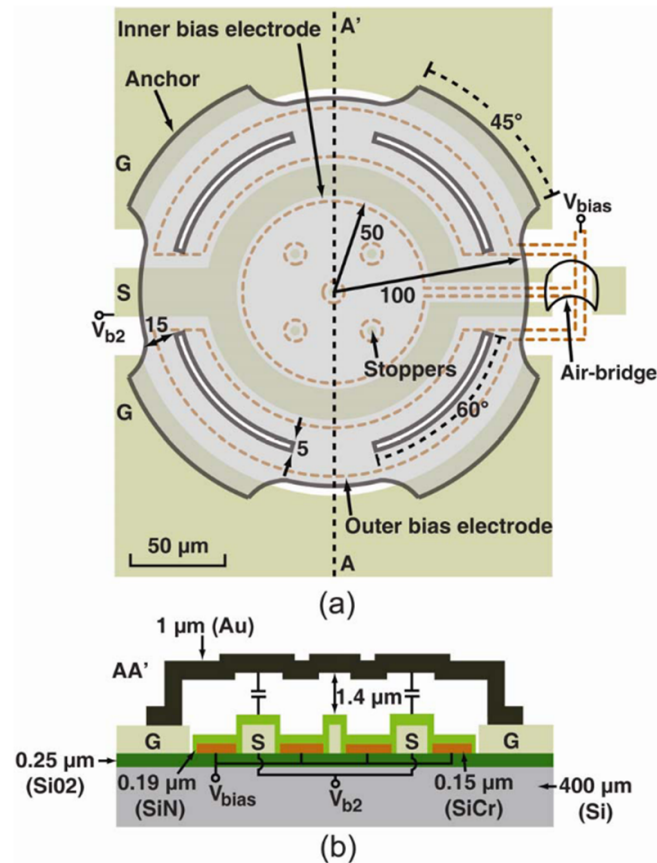 Inner bias electrode
A'
Anchor
45°
G
Vbias
50
S
100
Vb2
15
Stoppers
Air-bridge
G
60°
5
Outer bias electrode
50 μm
A
(a)
1 μm (Au)
AA'
1.4 μm
G
S
S
G
0.25 μm
(SiO2)
0.19 μm
(SiN)
Vbias
Vb2
0.15 μm
(SiCr)
400 μm
(Si)
(b)